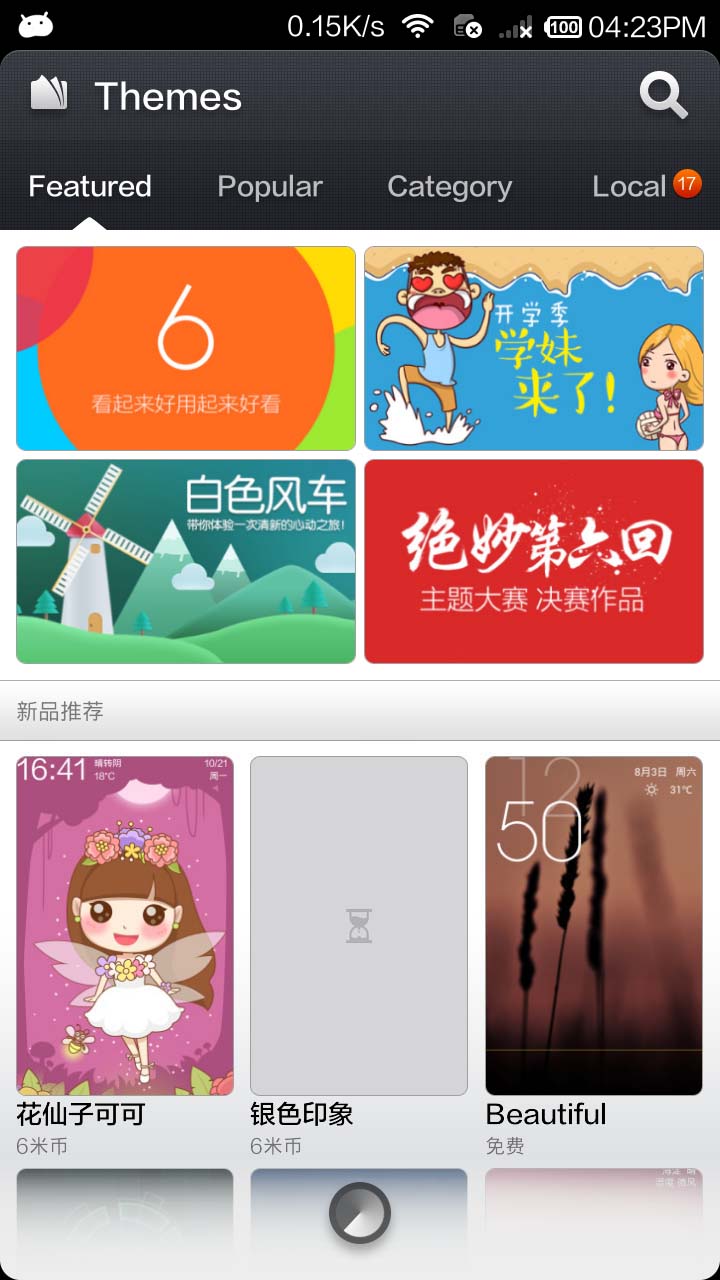 0.15K/s 100 04:23PM
Themes
Featured Popular Category Local 17
6
看起来好用起来好看
开学季
学妹
来了!
白色风车
带你体验一次清新的心动之旅!
绝妙第六回
主题大赛 决赛作品
新品推荐
16:41 晴转阴 10/21
18°C 周一
12
50
8月3日 周六
31℃
花仙子可可 银色印象 Beautiful
6米币 6米币 免费